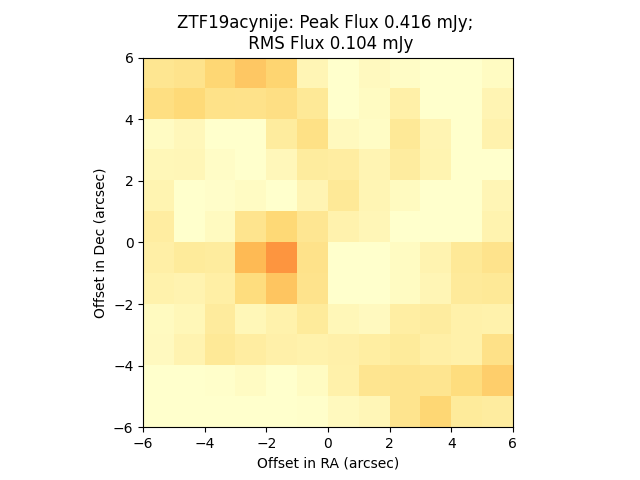 ZTF19acynije: Peak Flux 0.416 mJy;
RMS Flux 0.104 mJy
6
4
2
0
−2
−4
−6
Offset in Dec (arcsec)
−6 −4 −2 0 2 4 6
Offset in RA (arcsec)